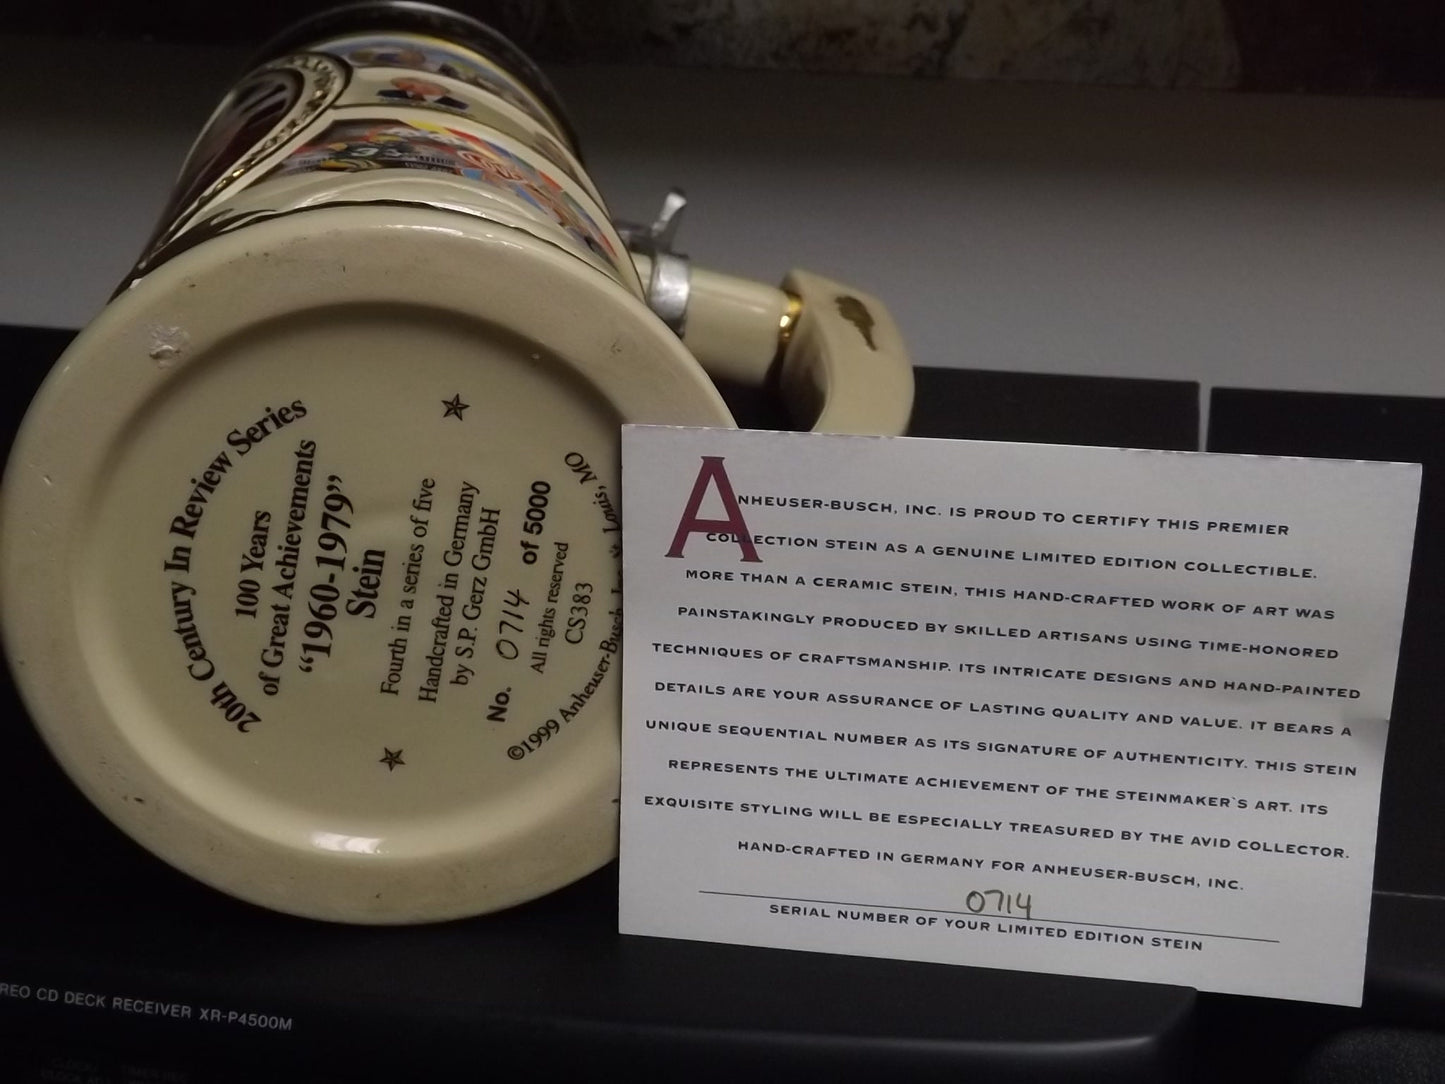 20th Century In Review Series
100 Years
of Great Achievements
“1960-1979”
Stein
Fourth in a series of five
Handcrafted in Germany
by S.P. Gerz GmbH
No. 0714 of 5000
All rights reserved
CS383
©1999 Anheuser-Busch, Louis, MO
ANHEUSER-BUSCH, INC. IS PROUD TO CERTIFY THIS PREMIER
COLLECTION STEIN AS A GENUINE LIMITED EDITION COLLECTIBLE.
MORE THAN A CERAMIC STEIN, THIS HAND-CRAFTED WORK OF ART WAS
PAINSTAKINGLY PRODUCED BY SKILLED ARTISANS USING TIME-HONORED
TECHNIQUES OF CRAFTSMANSHIP. ITS INTRICATE DESIGNS AND HAND-PAINTED
DETAILS ARE YOUR ASSURANCE OF LASTING QUALITY AND VALUE. IT BEARS A
UNIQUE SEQUENTIAL NUMBER AS ITS SIGNATURE OF AUTHENTICITY. THIS STEIN
REPRESENTS THE ULTIMATE ACHIEVEMENT OF THE STEINMAKER`S ART. ITS
EXQUISITE STYLING WILL BE ESPECIALLY TREASURED BY THE AVID COLLECTOR.
HAND-CRAFTED IN GERMANY FOR ANHEUSER-BUSCH, INC.
0714
SERIAL NUMBER OF YOUR LIMITED EDITION STEIN
REO CD DECK RECEIVER XR-P4500M